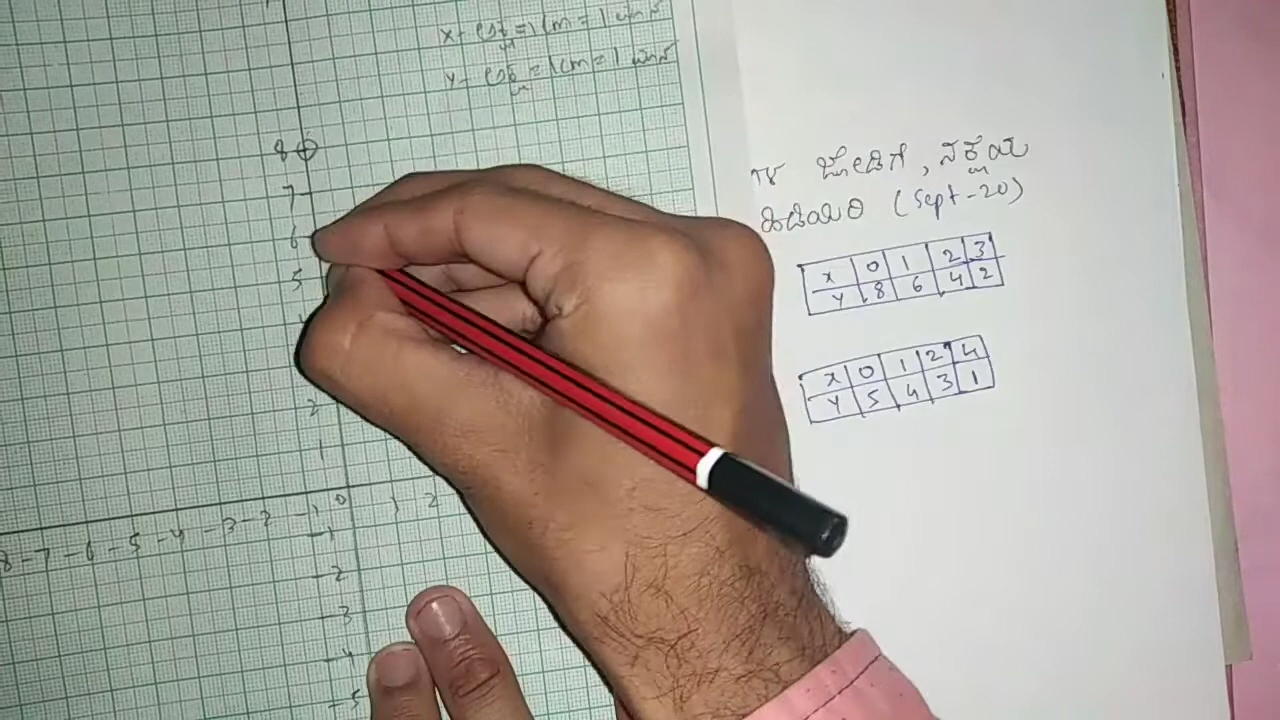 x- ಅಕ್ಷ = 1cm = 1 ಮಾನ
y- ಅಕ್ಷ = 1cm = 1 ಮಾನ
ಜೋಡಿಗೆ, ನಕ್ಷೆಯ
ಹಿಡಿಯಿರಿ (Sept-20)
x 0 1 2 3
y 8 6 4 2
x 0 1 2 4
y 5 4 3 1
8
7
6
5
2
1
-8 -7 -6 -5 -4 -3 -2 -1 0 1 2
-1
-2
-3
-4
-5